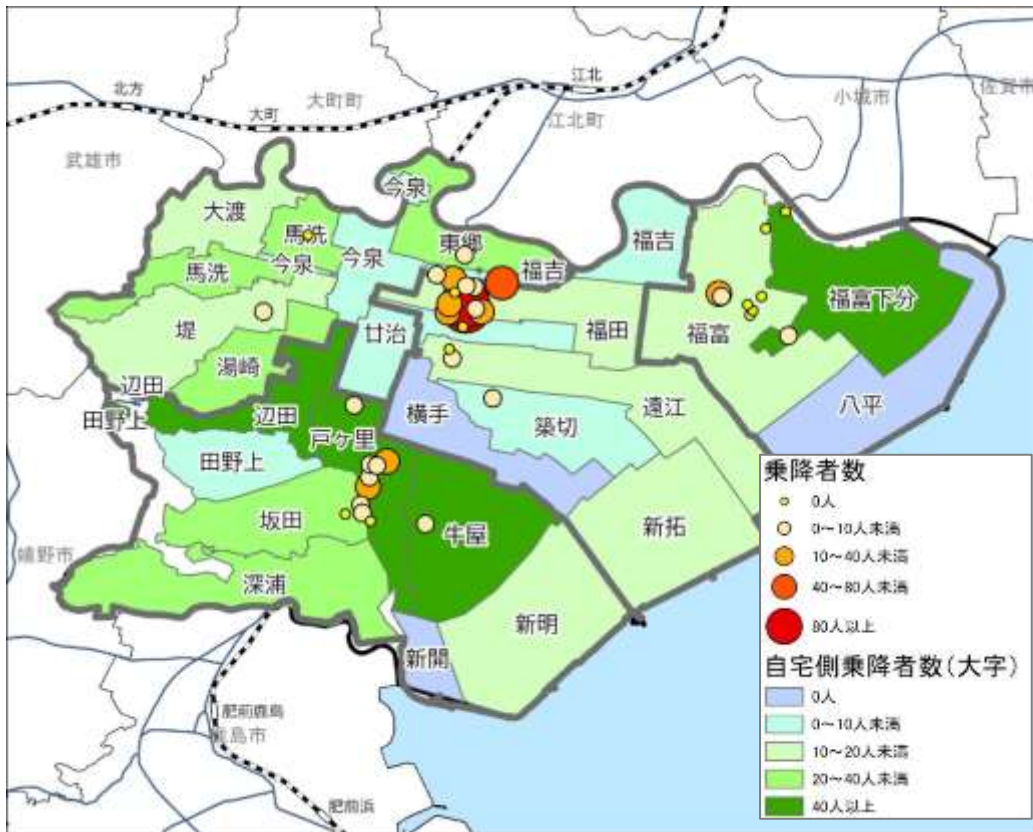 江北
北方
大町町
大町
小城市
佐賀市
江北町
武雄市
今泉
大渡
馬洗
東郷
福吉
今泉
今泉
福吉
馬洗
福富下分
堤
廿治
福田
福富
湯崎
辺田
八平
田野上
辺田
横手
遠江
戸ケ里
築切
田野上
坂田
牛屋
新拓
嬉野市
深浦
新明
新開
肥前鹿島
鹿島市
肥前浜
乗降者数
0人
0～10人未満
10～40人未満
40～80人未満
80人以上
自宅側乗降者数(大字)
0人
0～10人未満
10～20人未満
20～40人未満
40人以上